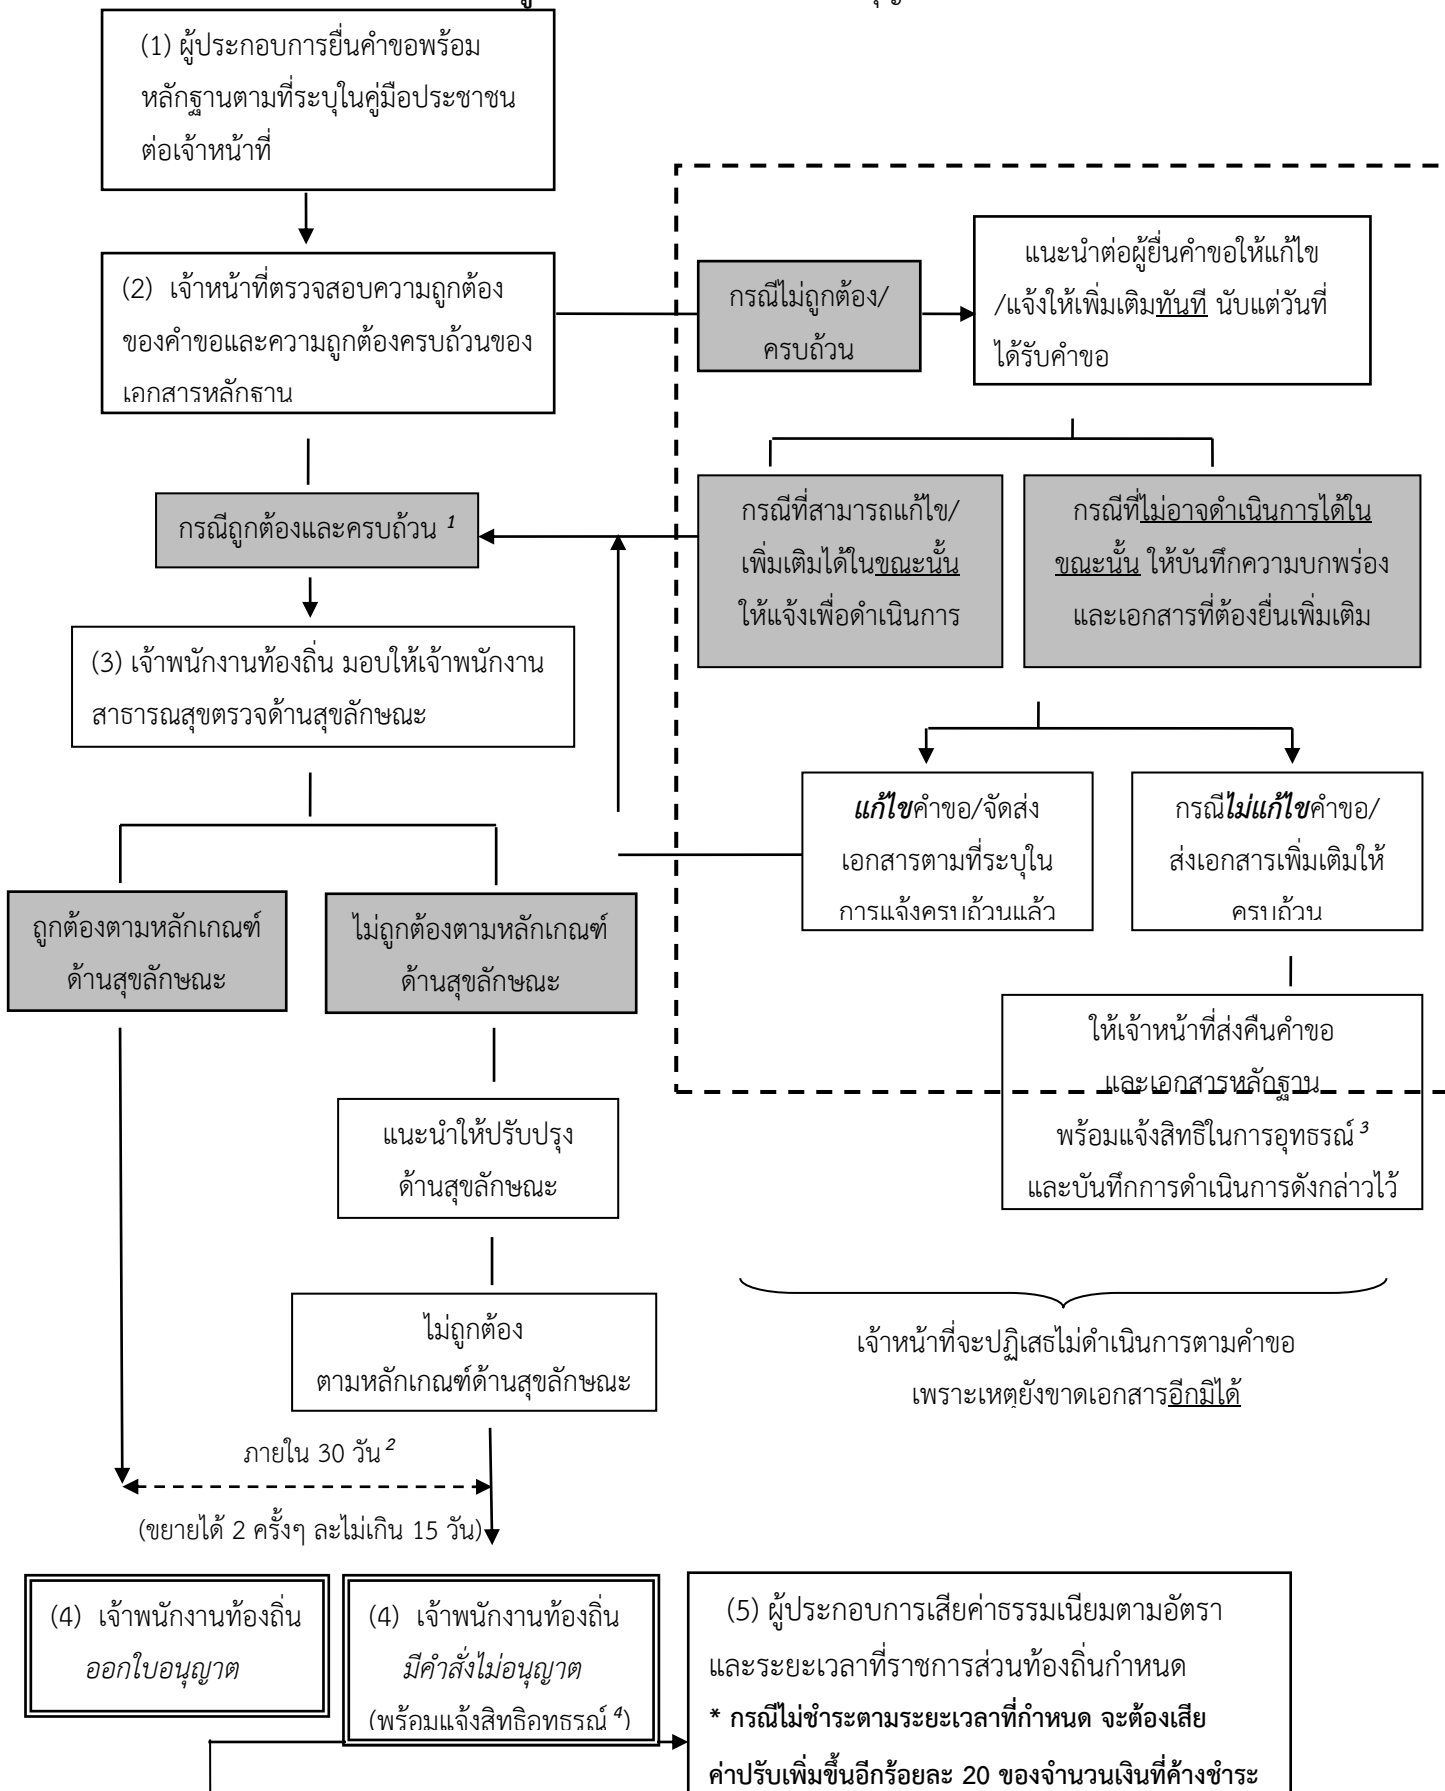 (1) ผู้ประกอบการยื่นคำขอพร้อม
หลักฐานตามที่ระบุในคู่มือประชาชน
ต่อเจ้าหน้าที่
(2) เจ้าหน้าที่ตรวจสอบความถูกต้อง
ของคำขอและความถูกต้องครบถ้วนของ
เอกสารหลักฐาน
กรณีไม่ถูกต้อง/
ครบถ้วน
แนะนำต่อผู้ยื่นคำขอให้แก้ไข
/แจ้งให้เพิ่มเติมทันที นับแต่วันที่
ได้รับคำขอ
กรณีถูกต้องและครบถ้วน 1
กรณีที่สามารถแก้ไข/
เพิ่มเติมได้ในขณะนั้น
ให้แจ้งเพื่อดำเนินการ
กรณีที่ไม่อาจดำเนินการได้ใน
ขณะนั้น ให้บันทึกความบกพร่อง
และเอกสารที่ต้องยื่นเพิ่มเติม
(3) เจ้าพนักงานท้องถิ่น มอบให้เจ้าพนักงาน
สาธารณสุขตรวจด้านสุขลักษณะ
แก้ไขคำขอ/จัดส่ง
เอกสารตามที่ระบุใน
การแจ้งครบถ้วนแล้ว
กรณีไม่แก้ไขคำขอ/
ส่งเอกสารเพิ่มเติมให้
ครบถ้วน
ถูกต้องตามหลักเกณฑ์
ด้านสุขลักษณะ
ไม่ถูกต้องตามหลักเกณฑ์
ด้านสุขลักษณะ
ให้เจ้าหน้าที่ส่งคืนคำขอ
และเอกสารหลักฐาน
พร้อมแจ้งสิทธิในการอุทธรณ์ 3
และบันทึกการดำเนินการดังกล่าวไว้
แนะนำให้ปรับปรุง
ด้านสุขลักษณะ
ไม่ถูกต้อง
ตามหลักเกณฑ์ด้านสุขลักษณะ
เจ้าหน้าที่จะปฏิเสธไม่ดำเนินการตามคำขอ
เพราะเหตุยังขาดเอกสารอีกมิได้
ภายใน 30 วัน 2
(ขยายได้ 2 ครั้งๆ ละไม่เกิน 15 วัน)
(4) เจ้าพนักงานท้องถิ่น
ออกใบอนุญาต
(4) เจ้าพนักงานท้องถิ่น
มีคำสั่งไม่อนุญาต
(พร้อมแจ้งสิทธิอุทธรณ์ 4)
(5) ผู้ประกอบการเสียค่าธรรมเนียมตามอัตรา
และระยะเวลาที่ราชการส่วนท้องถิ่นกำหนด
* กรณีไม่ชำระตามระยะเวลาที่กำหนด จะต้องเสีย
ค่าปรับเพิ่มขึ้นอีกร้อยละ 20 ของจำนวนเงินที่ค้างชำระ